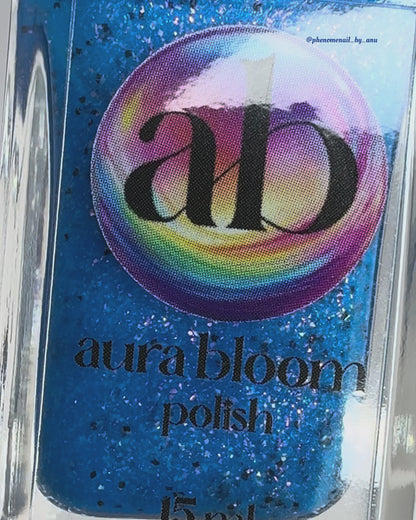 @phenomenail_by_anu
ab
aura bloom
polish
15 ml